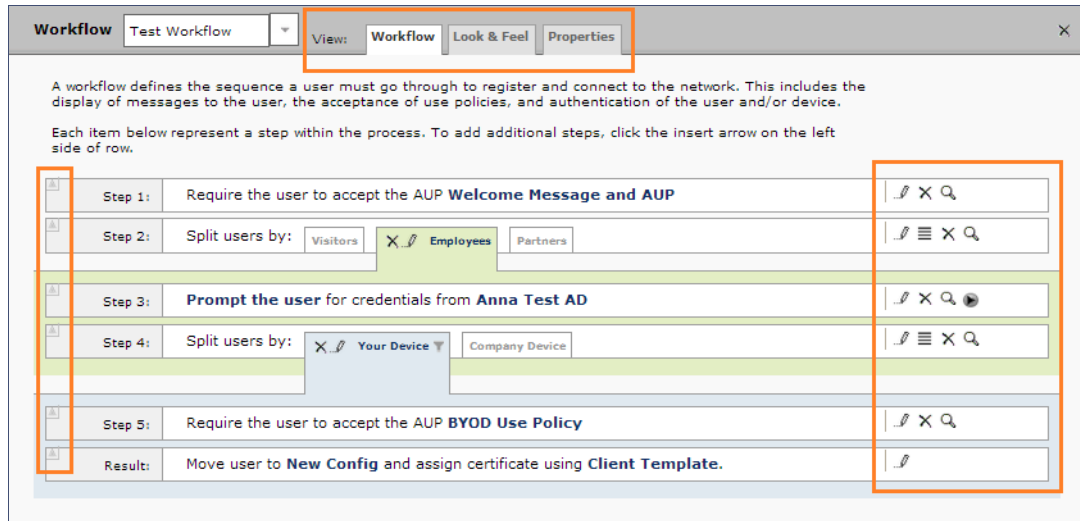 Workflow Test Workflow View: Workflow Look & Feel Properties
A workflow defines the sequence a user must go through to register and connect to the network. This includes the
display of messages to the user, the acceptance of use policies, and authentication of the user and/or device.
Each item below represent a step within the process. To add additional steps, click the insert arrow on the left
side of row.
Step 1: Require the user to accept the AUP Welcome Message and AUP
Step 2: Split users by: Visitors Employees Partners
Step 3: Prompt the user for credentials from Anna Test AD
Step 4: Split users by: Your Device Company Device
Step 5: Require the user to accept the AUP BYOD Use Policy
Result: Move user to New Config and assign certificate using Client Template.